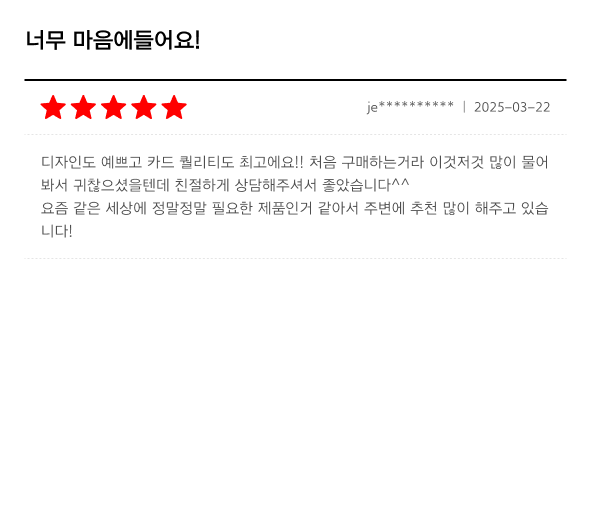 너무 마음에들어요!
je********** | 2025-03-22
디자인도 예쁘고 카드 퀄리티도 최고에요!! 처음 구매하는거라 이것저것 많이 물어
봐서 귀찮으셨을텐데 친절하게 상담해주셔서 좋았습니다^^
요즘 같은 세상에 정말정말 필요한 제품인거 같아서 주변에 추천 많이 해주고 있습
니다!